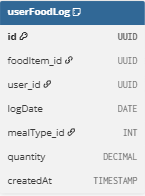 userFoodLog
id UUID
foodItem_id UUID
user_id UUID
logDate DATE
mealType_id INT
quantity DECIMAL
createdAt TIMESTAMP